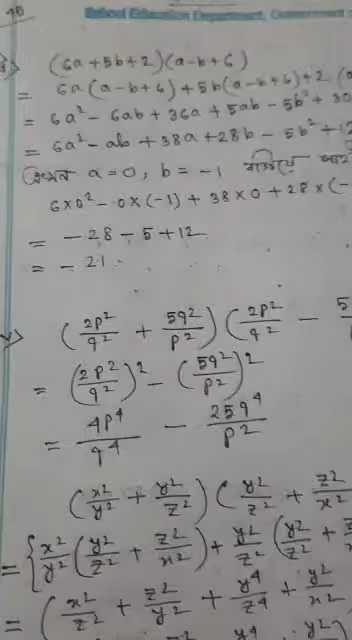 School Education Department, Government
(6a+5b+2)(a-b+6)
= 6a(a-b+6)+5b(a-b+6)+2
= 6a² - 6ab + 36a + 5ab - 5b² + 30
= 6a² - ab + 38a + 28b - 5b² + 12
a=0, b=-1
6×0² - 0×(-1) + 38×0 + 28×(-
= -28 - 5 + 12
= -21.
(2p²/q² + 5q²/p²)(2p²/q² - 5
= (2p²/q²)² - (5q²/p²)²
= 4p⁴/q⁴ - 25q⁴/p²
(x²/y² + y²/z²)(y²/z² + z²/x²
= {x²/y²(y²/z² + z²/x²) + y²/z²(y²/z² + z
= (x²/z² + z²/y² + y⁴/z⁴ + y²/x²